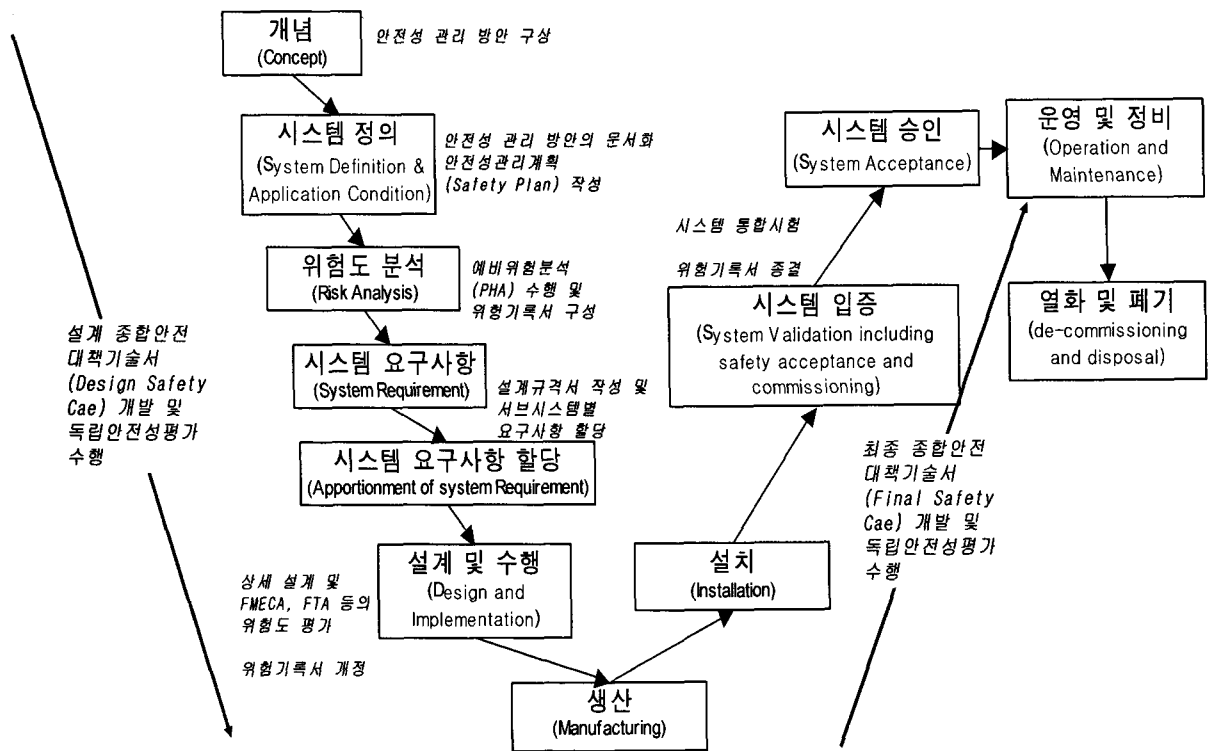 개념
(Concept)
안전성 관리 방안 구상
시스템 정의
(System Definition &
Application Condition)
안전성 관리 방안의 문서화
안전성관리계획
(Safety Plan) 작성
위험도 분석
(Risk Analysis)
예비위험분석
(PHA) 수행 및
위험기록서 구성
시스템 요구사항
(System Requirement)
설계규격서 작성 및
서브시스템별
요구사항 할당
시스템 요구사항 할당
(Apportionment of system Requirement)
설계 및 수행
(Design and
Implementation)
상세 설계 및
FMECA, FTA 등의
위험도 평가
위험기록서 개정
생산
(Manufacturing)
설치
(Installation)
시스템 입증
(System Validation including
safety acceptance and
commissioning)
시스템 통합시험
위험기록서 종결
시스템 승인
(System Acceptance)
운영 및 정비
(Operation and
Maintenance)
열화 및 폐기
(de-commissioning
and disposal)
설계 종합안전
대책기술서
(Design Safety
Cae) 개발 및
독립안전성평가
수행
최종 종합안전
대책기술서
(Final Safety
Cae) 개발 및
독립안전성평가
수행